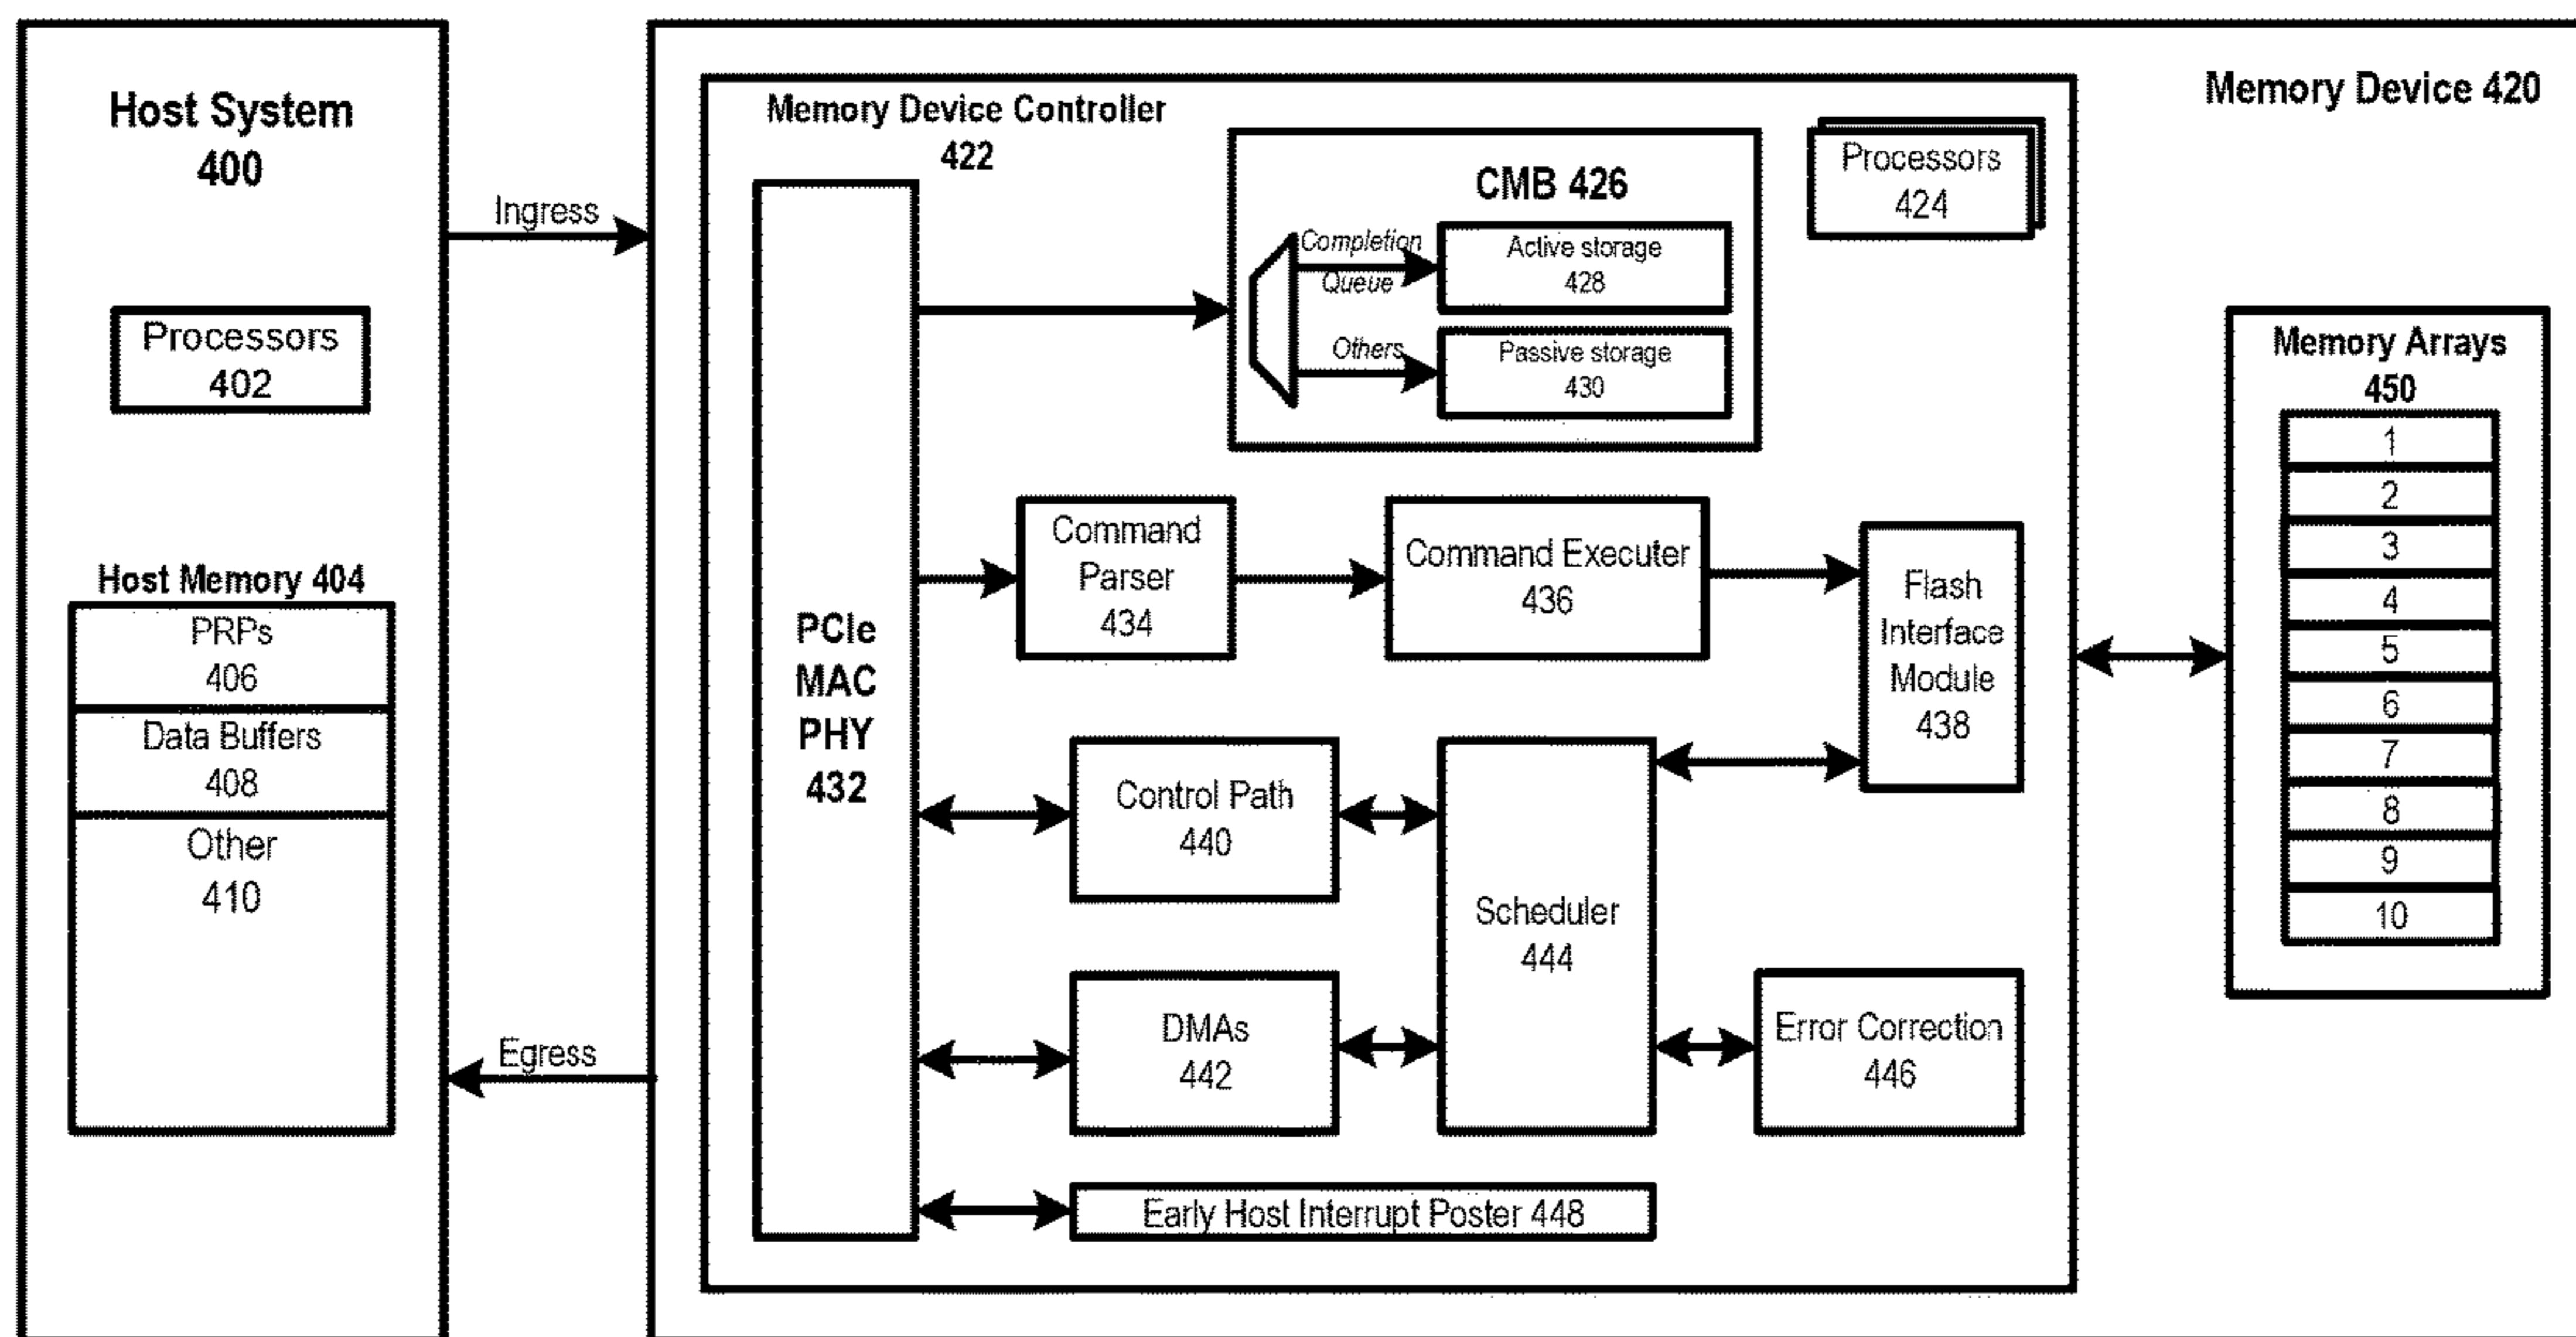 Host System
400
Ingress
Processors
402
Host Memory 404
PRPs
406
Data Buffers
408
Other
410
Egress
Memory Device 420
Memory Device Controller
422
CMB 426
Completion
Queue
Active storage
428
Others
Passive storage
430
Processors
424
PCIe
MAC
PHY
432
Command
Parser
434
Command Executer
436
Flash
Interface
Module
438
Control Path
440
Scheduler
444
DMAs
442
Error Correction
446
Early Host Interrupt Poster 448
Memory Arrays
450
1
2
3
4
5
6
7
8
9
10